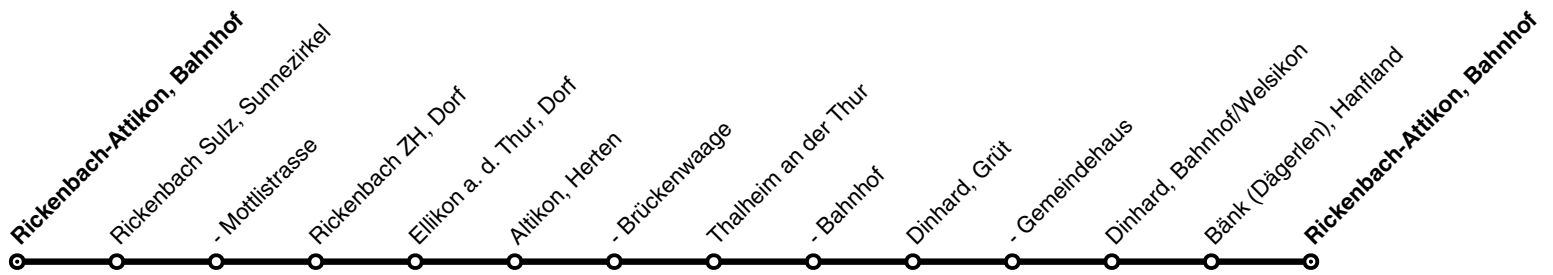 Rickenbach-Attikon, Bahnhof
Rickenbach Sulz, Sunnezirkel
- Mottlistrasse
Rickenbach ZH, Dorf
Ellikon a. d. Thur, Dorf
Altikon, Herten
- Brückenwaage
Thalheim an der Thur
- Bahnhof
Dinhard, Grüt
- Gemeindehaus
Dinhard, Bahnhof/Welsikon
Bänk (Dägerlen), Hanfland
Rickenbach-Attikon, Bahnhof